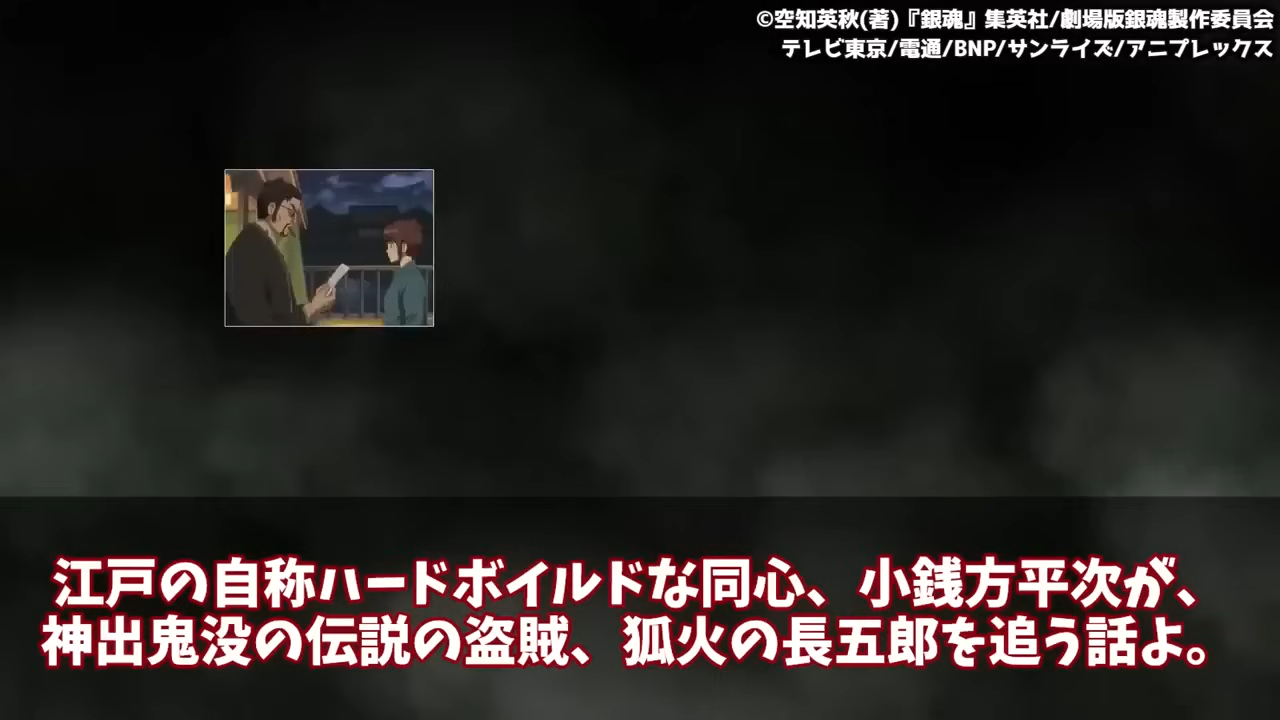 ©空知英秋(著)『銀魂』集英社/劇場版銀魂製作委員会
テレビ東京/電通/BNP/サンライズ/アニプレックス
江戸の自称ハードボイルドな同心、小銭方平次が、
神出鬼没の伝説の盗賊、狐火の長五郎を追う話よ。